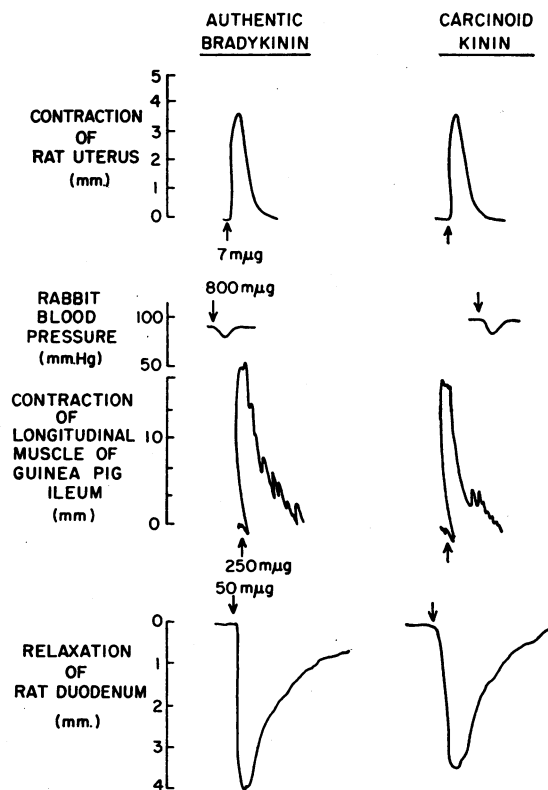 AUTHENTIC
BRADYKININ
CARCINOID
KININ
CONTRACTION
OF
RAT UTERUS
(mm.)
5
4
3
2
1
0
7 mµg
RABBIT
BLOOD
PRESSURE
(mm.Hg)
100
50
800 mµg
CONTRACTION
OF
LONGITUDINAL
MUSCLE OF
GUINEA PIG
ILEUM
(mm)
10
0
250 mµg
50 mµg
RELAXATION
OF
RAT DUODENUM
(mm.)
0
1
2
3
4